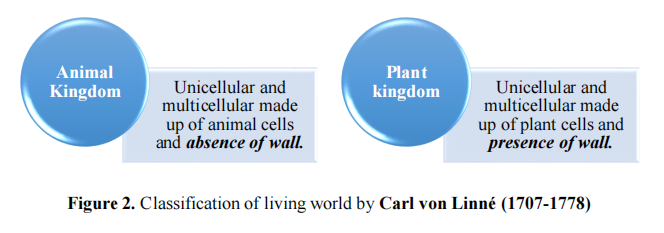 Animal
Kingdom
Unicellular and
multicellular made
up of animal cells
and absence of wall.
Plant
kingdom
Unicellular and
multicellular made
up of plant cells and
presence of wall.
Figure 2. Classification of living world by Carl von Linné (1707-1778)